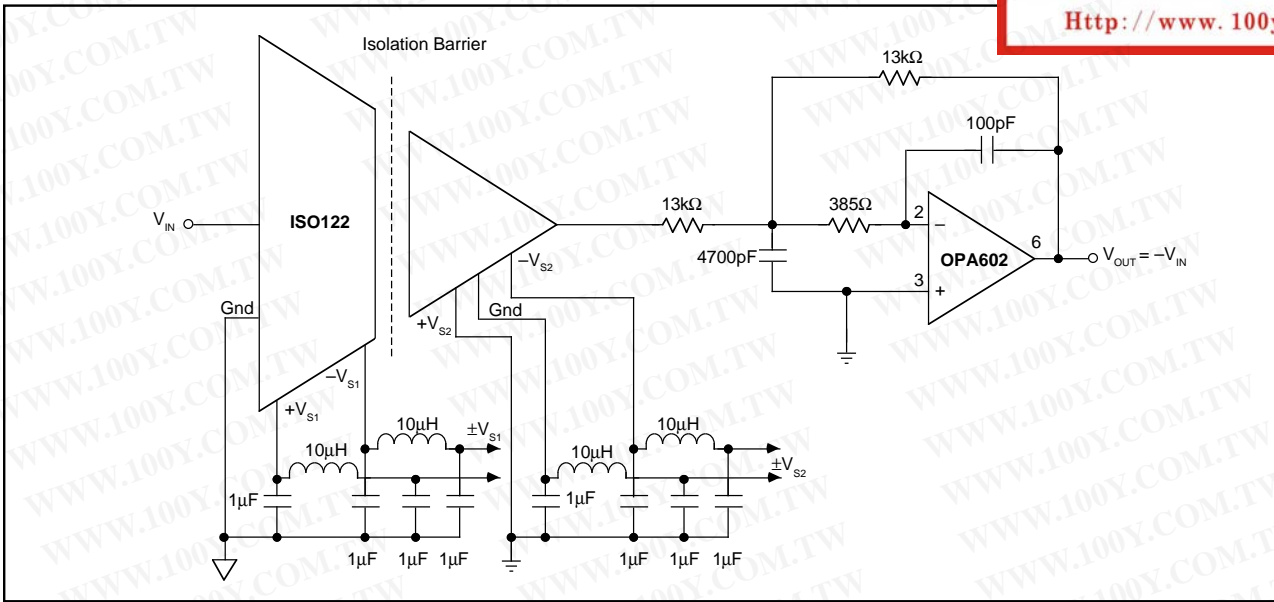 Http://www.100y
Isolation Barrier
13kΩ
100pF
V_IN
ISO122
13kΩ
385Ω
2
−
6
OPA602
V_OUT = −V_IN
4700pF
3
+
−V_S2
Gnd
Gnd
+V_S2
−V_S1
+V_S1
10µH
±V_S1
10µH
10µH
10µH
±V_S2
1µF
1µF
1µF
1µF
1µF
1µF
1µF
1µF
WWW.100Y.COM.TW